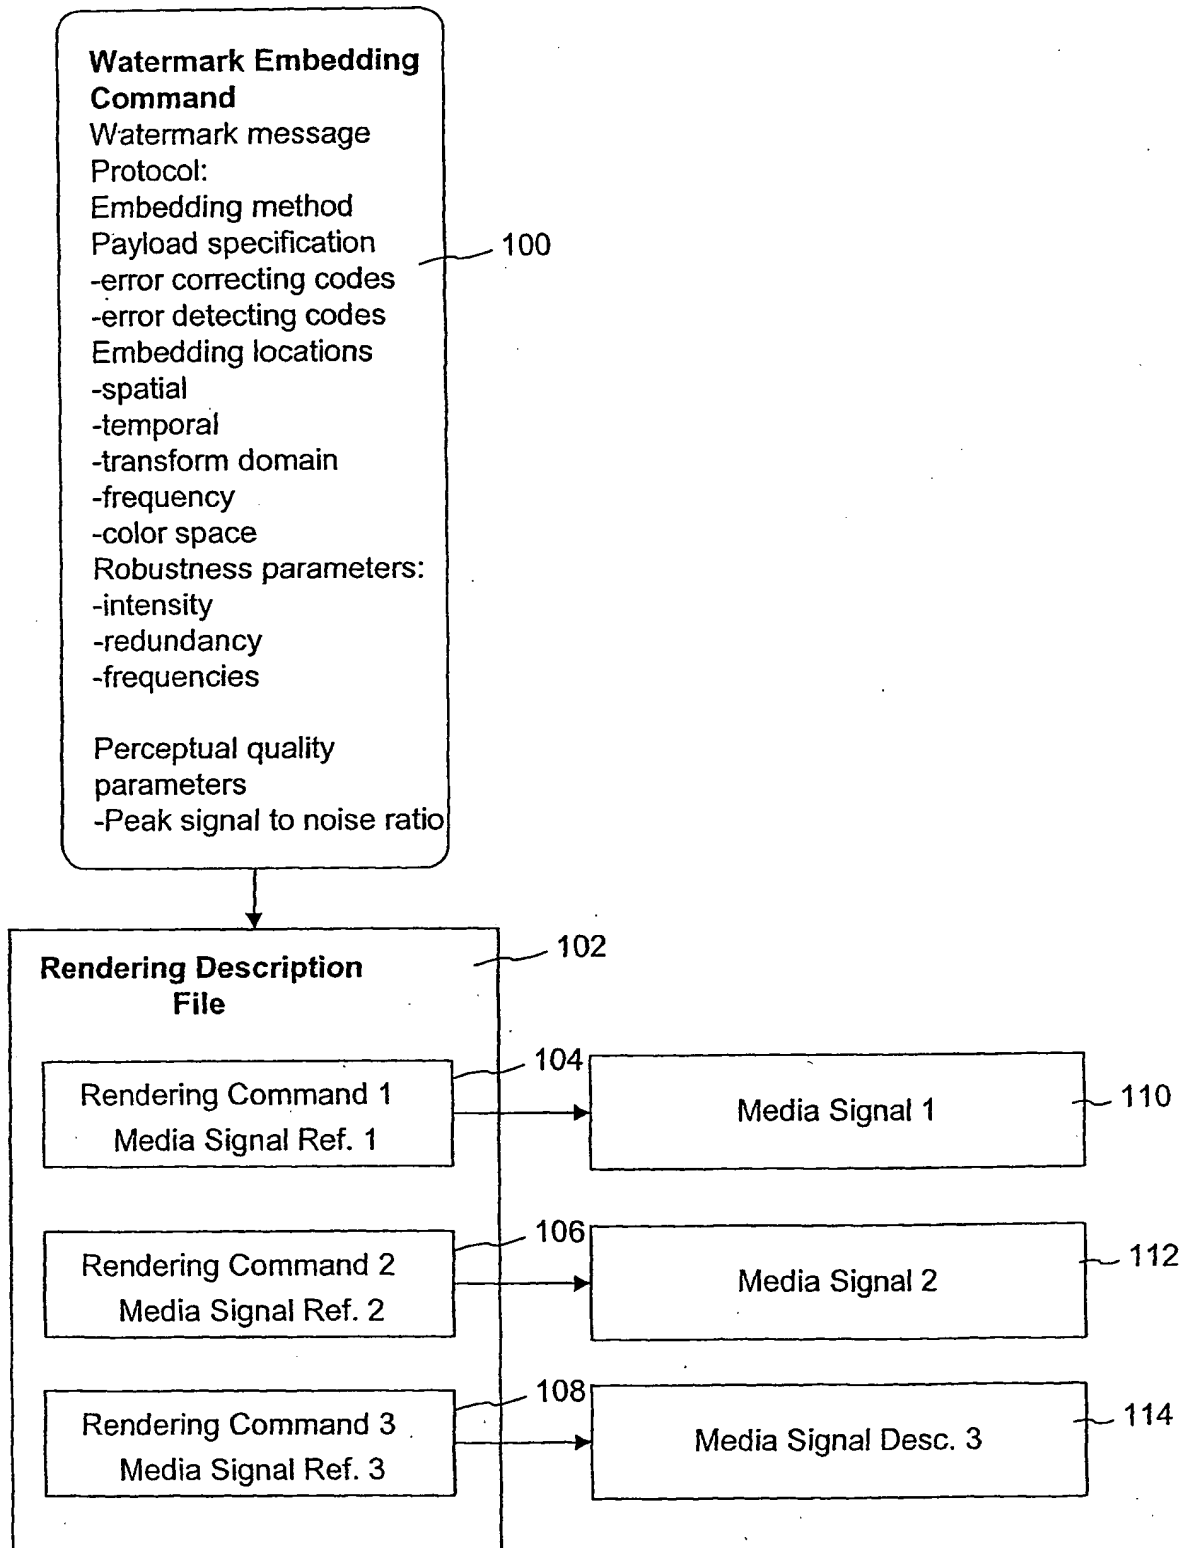 Watermark Embedding
Command
Watermark message
Protocol:
Embedding method
Payload specification
-error correcting codes
-error detecting codes
Embedding locations
-spatial
-temporal
-transform domain
-frequency
-color space
Robustness parameters:
-intensity
-redundancy
-frequencies
Perceptual quality
parameters
-Peak signal to noise ratio
100
Rendering Description
File
102
Rendering Command 1
Media Signal Ref. 1
104
Media Signal 1
110
Rendering Command 2
Media Signal Ref. 2
106
Media Signal 2
112
Rendering Command 3
Media Signal Ref. 3
108
Media Signal Desc. 3
114